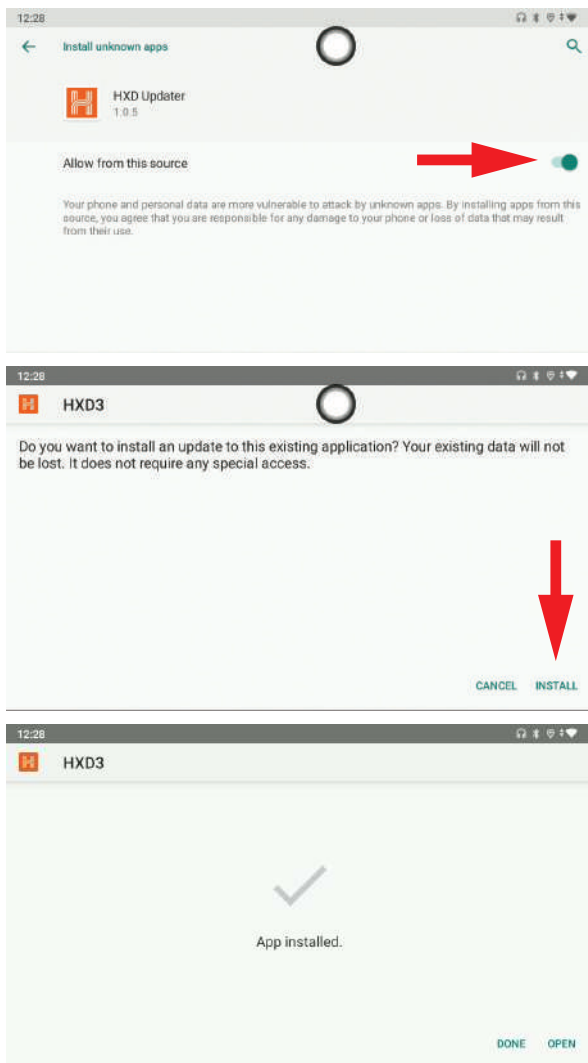 12:28
Install unknown apps
HXD Updater
1.0.5
Allow from this source
Your phone and personal data are more vulnerable to attack by unknown apps. By installing apps from this
source, you agree that you are responsible for any damage to your phone or loss of data that may result
from their use.
12:28
HXD3
Do you want to install an update to this existing application? Your existing data will not
be lost. It does not require any special access.
CANCEL INSTALL
12:28
HXD3
App installed.
DONE OPEN